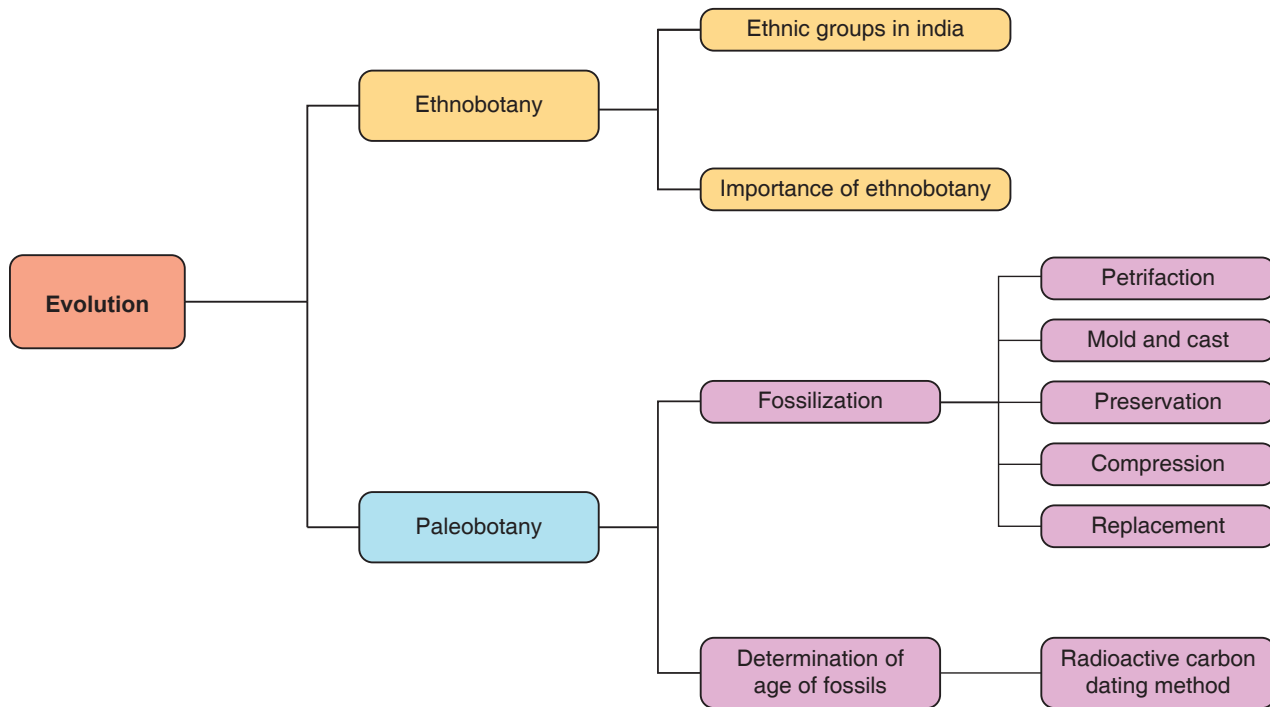 Evolution
Ethnobotany
Ethnic groups in india
Importance of ethnobotany
Paleobotany
Fossilization
Petrifaction
Mold and cast
Preservation
Compression
Replacement
Determination of
age of fossils
Radioactive carbon
dating method